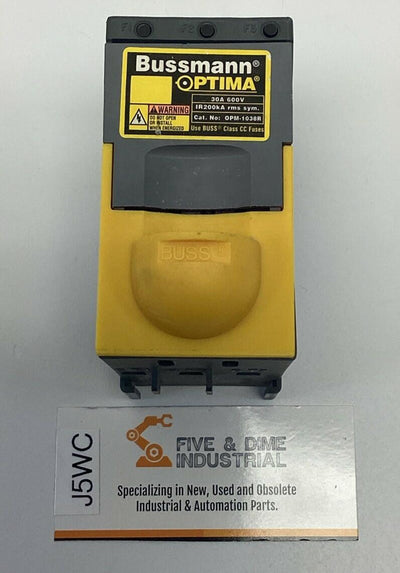 F1 F2 F3
Bussmann®
OPTIMA®
30A 600V
IR200kA rms sym.
WARNING
DO NOT OPEN
OR INSTALL
WHEN ENERGIZED
Cat. No: OPM-1038R
Use BUSS® Class CC Fuses
BUSS®
J5WC
FIVE & DIME
INDUSTRIAL
Specializing in New, Used and Obsolete
Industrial & Automation Parts.